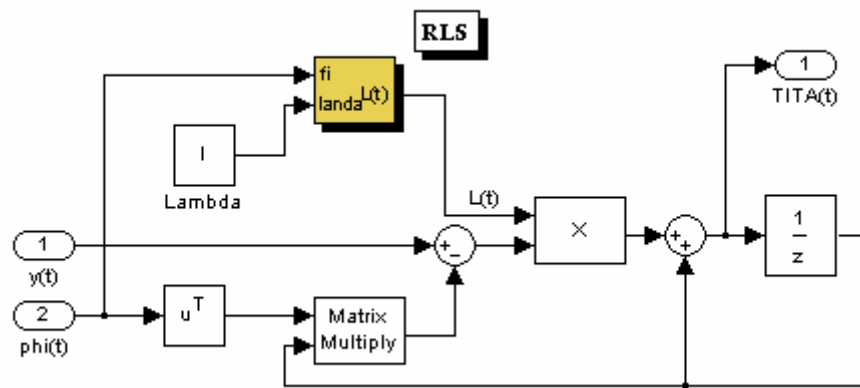 RLS
fi
landa
L(t)
1
TITA(t)
l
Lambda
L(t)
×
+
+
1
z
1
y(t)
+
−
2
phi(t)
u^T
Matrix
Multiply